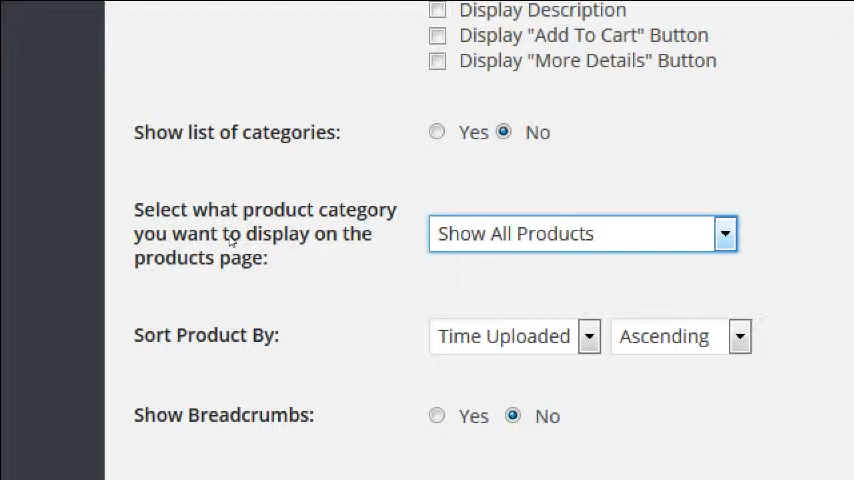 Display Description
Display "Add To Cart" Button
Display "More Details" Button
Show list of categories: Yes No
Select what product category
you want to display on the
products page:
Show All Products
Sort Product By: Time Uploaded Ascending
Show Breadcrumbs: Yes No